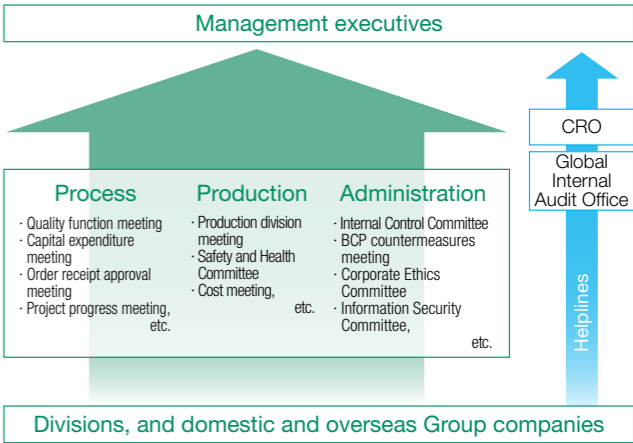 Management executives
CRO
Global
Internal
Audit Office
Helplines
Process
· Quality function meeting
· Capital expenditure
meeting
· Order receipt approval
meeting
· Project progress meeting,
etc.
Production
· Production division
meeting
· Safety and Health
Committee
· Cost meeting,
etc.
Administration
· Internal Control Committee
· BCP countermeasures
meeting
· Corporate Ethics
Committee
· Information Security
Committee,
etc.
Divisions, and domestic and overseas Group companies